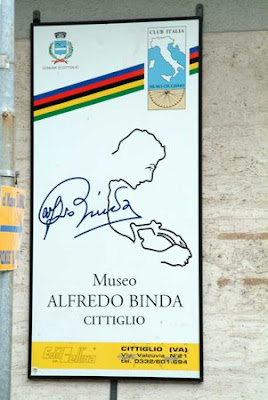 COMUNE DI CITTIGLIO
CLUB ITALIA
Alfredo Binda
Museo
ALFREDO BINDA
CITTIGLIO
CITTIGLIO (VA)
Via Valcuvia N°21
tel. 0332/601.694